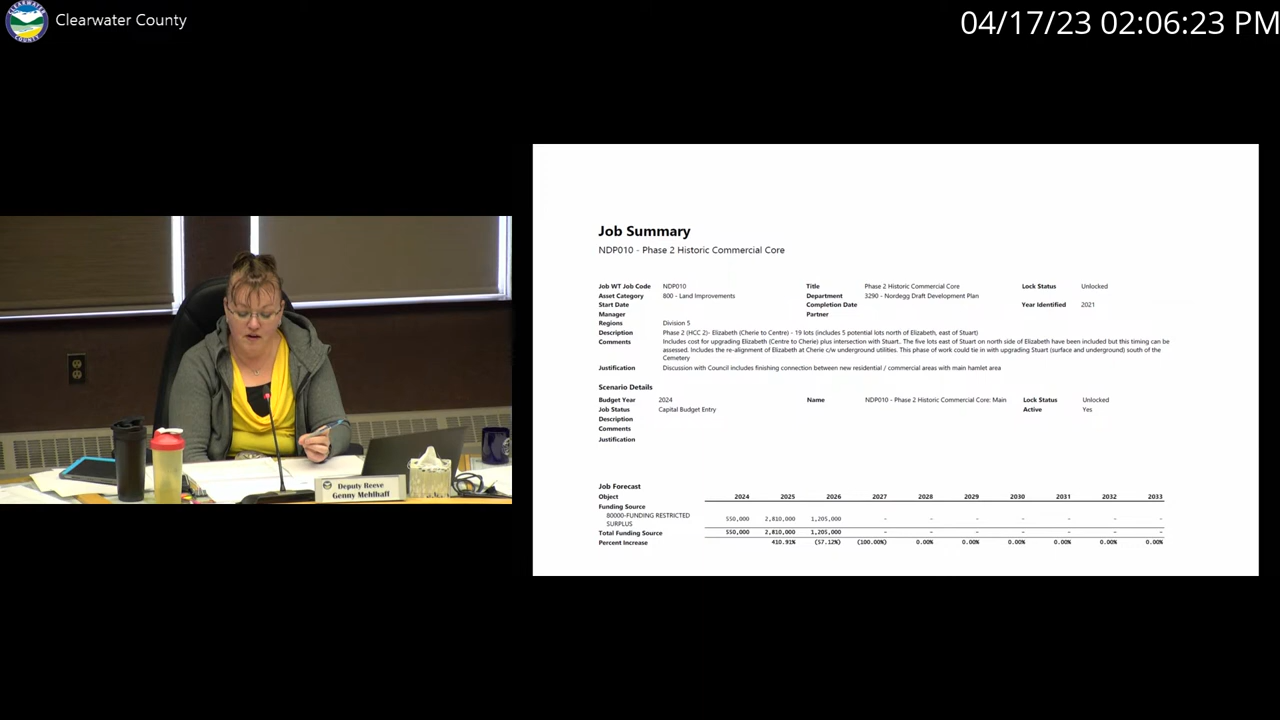 Clearwater County
04/17/23 02:06:23 PM
Job Summary
NDP010 - Phase 2 Historic Commercial Core
Job WT Job Code NDP010 Title Phase 2 Historic Commercial Core Lock Status Unlocked
Asset Category 800 - Land Improvements Department 3290 - Nordegg Draft Development Plan
Start Date Completion Date Year Identified 2021
Manager Partner
Regions Division 5
Description Phase 2 (HCC 2)- Elizabeth (Cherie to Centre) - 19 lots (includes 5 potential lots north of Elizabeth, east of Stuart)
Comments Includes cost for upgrading Elizabeth (Centre to Cherie) plus intersection with Stuart. The five lots east of Stuart on north side of Elizabeth have been included but this timing can be
assessed. Includes the re-alignment of Elizabeth at Cherie c/w underground utilities. This phase of work could tie in with upgrading Stuart (surface and underground) south of the
Cemetery
Justification Discussion with Council includes finishing connection between new residential / commercial areas with main hamlet area
Scenario Details
Budget Year 2024 Name NDP010 - Phase 2 Historic Commercial Core: Main Lock Status Unlocked
Job Status Capital Budget Entry Active Yes
Description
Comments
Justification
Job Forecast
Object 2024 2025 2026 2027 2028 2029 2030 2031 2032 2033
Funding Source
80000-FUNDING RESTRICTED
SURPLUS 550,000 2,810,000 1,205,000 - - - - - - -
Total Funding Source 550,000 2,810,000 1,205,000 - - - - - - -
Percent Increase 410.91% (57.12%) (100.00%) 0.00% 0.00% 0.00% 0.00% 0.00% 0.00%
Deputy Reeve
Genny Mehlhaff